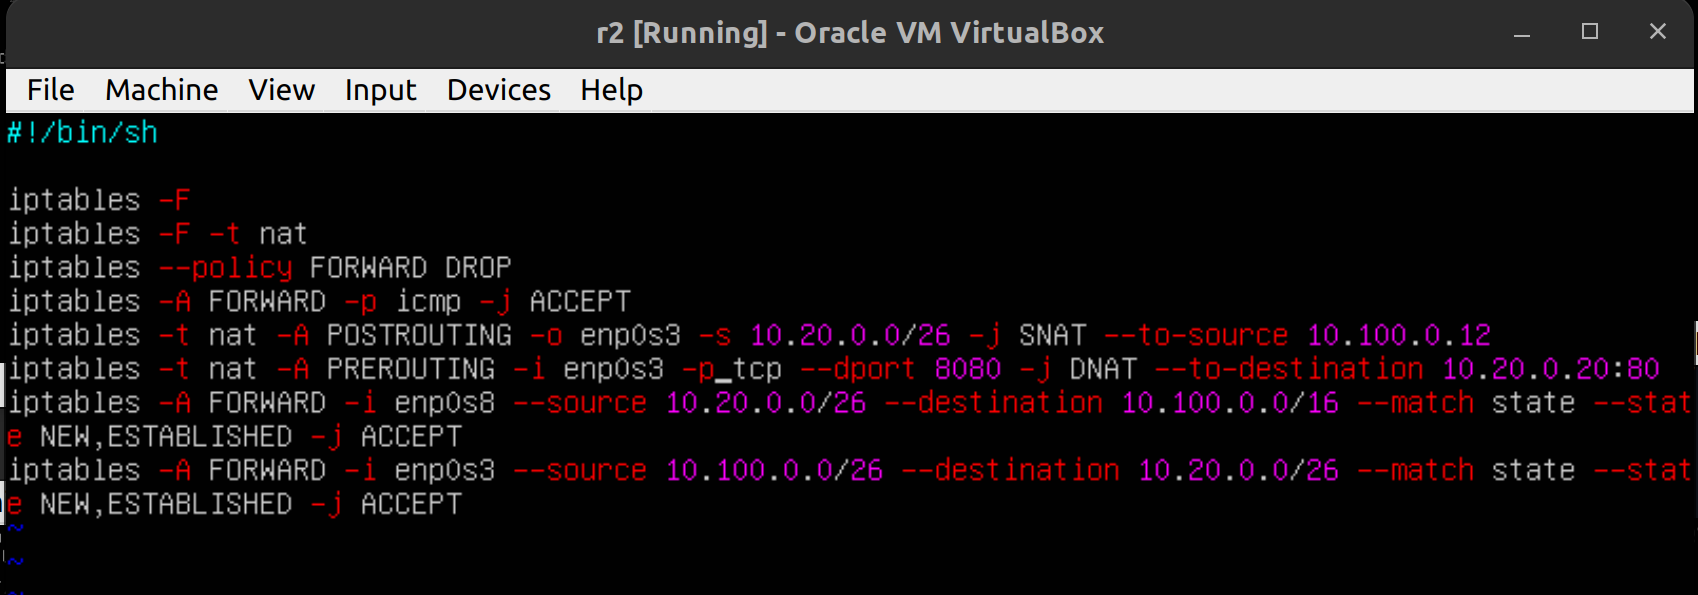 r2 [Running] - Oracle VM VirtualBox
File Machine View Input Devices Help
#!/bin/sh
iptables -F
iptables -F -t nat
iptables --policy FORWARD DROP
iptables -A FORWARD -p icmp -j ACCEPT
iptables -t nat -A POSTROUTING -o enp0s3 -s 10.20.0.0/26 -j SNAT --to-source 10.100.0.12
iptables -t nat -A PREROUTING -i enp0s3 -p tcp --dport 8080 -j DNAT --to-destination 10.20.0.20:80
iptables -A FORWARD -i enp0s8 --source 10.20.0.0/26 --destination 10.100.0.0/16 --match state --stat
e NEW,ESTABLISHED -j ACCEPT
iptables -A FORWARD -i enp0s3 --source 10.100.0.0/26 --destination 10.20.0.0/26 --match state --stat
e NEW,ESTABLISHED -j ACCEPT
~
~
~